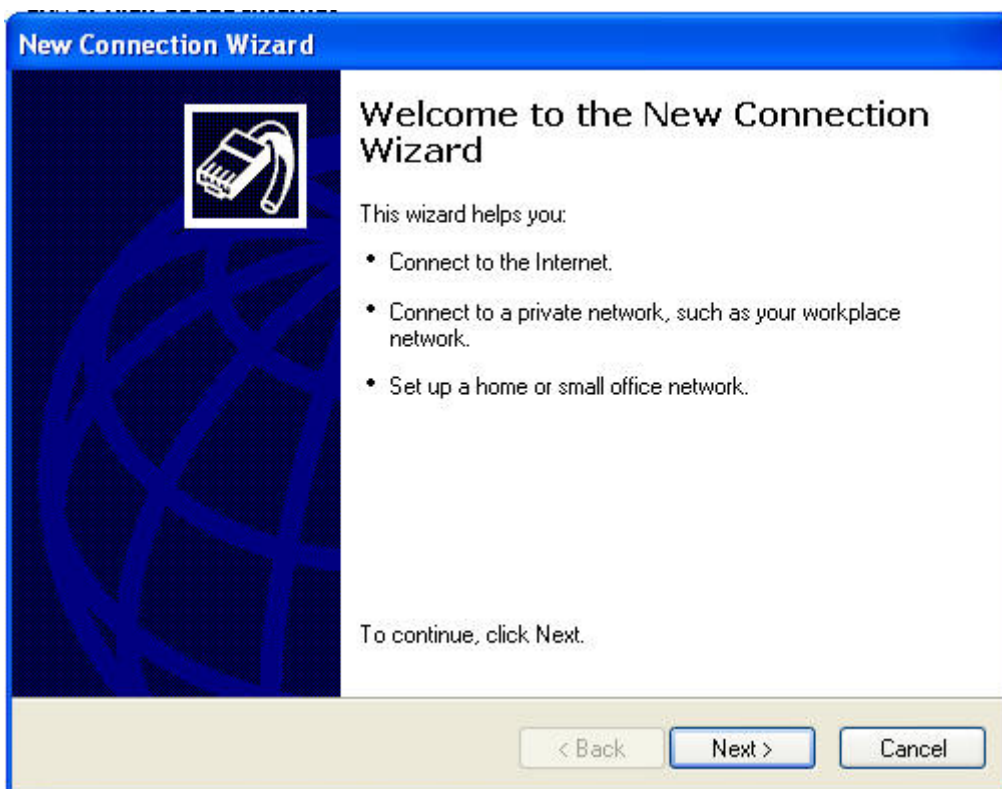 New Connection Wizard
Welcome to the New Connection
Wizard
This wizard helps you:
• Connect to the Internet.
• Connect to a private network, such as your workplace
network.
• Set up a home or small office network.
To continue, click Next.
< Back
Next >
Cancel